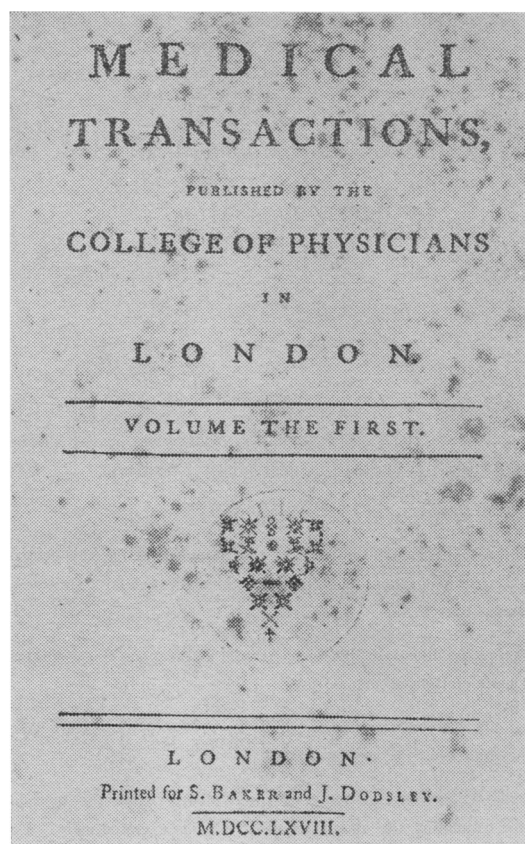 MEDICAL
TRANSACTIONS,
PUBLISHED BY THE
COLLEGE OF PHYSICIANS
IN
LONDON.
VOLUME THE FIRST.
LONDON.
Printed for S. BAKER and J. DODSLEY.
M.DCC.LXVIII.